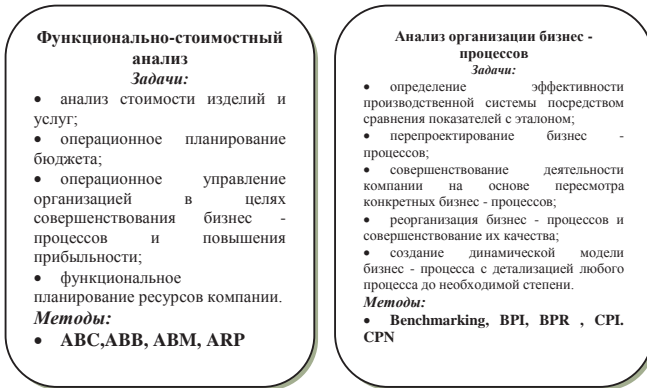 Функционально-стоимостный
анализ
Задачи:
• анализ стоимости изделий и
услуг;
• операционное планирование
бюджета;
• операционное управление
организацией в целях
совершенствования бизнес -
процессов и повышения
прибыльности;
• функциональное
планирование ресурсов компании.
Методы:
• ABC,ABB, ABM, ARP
Анализ организации бизнес -
процессов
Задачи:
• определение эффективности
производственной системы посредством
сравнения показателей с эталоном;
• перепроектирование бизнес -
процессов;
• совершенствование деятельности
компании на основе пересмотра
конкретных бизнес - процессов;
• реорганизация бизнес - процессов и
совершенствование их качества;
• создание динамической модели
бизнес - процесса с детализацией любого
процесса до необходимой степени.
Методы:
• Benchmarking, BPI, BPR , CPI.
CPN